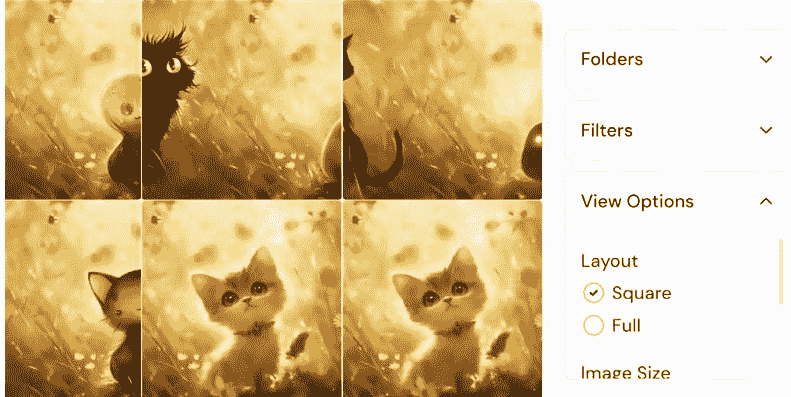 Folders
Filters
View Options
Layout
Square
Full
Image Size